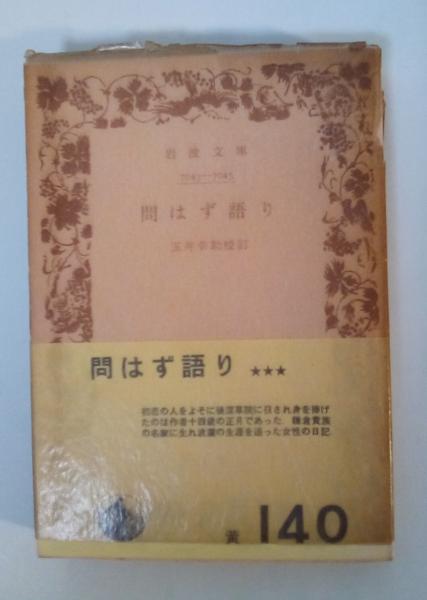 岩波文庫
7043—7045
問はず語り
玉井幸助校訂
問はず語り ★★★
初恋の人をよそに後深草院に召され身を捧げ
たのは作者十四歳の正月であった．鎌倉貴族
の名家に生れ波瀾の生涯を送った女性の日記．
黄 140